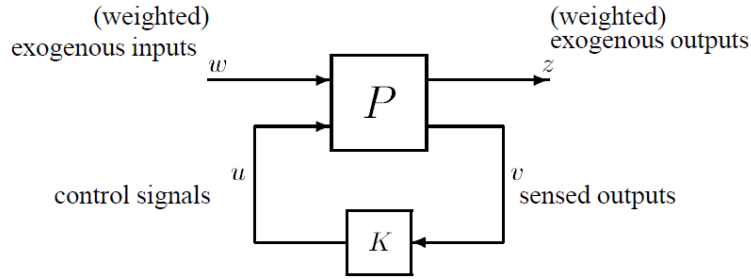 (weighted)
exogenous inputs
(weighted)
exogenous outputs
w
z
P
u
v
control signals
sensed outputs
K